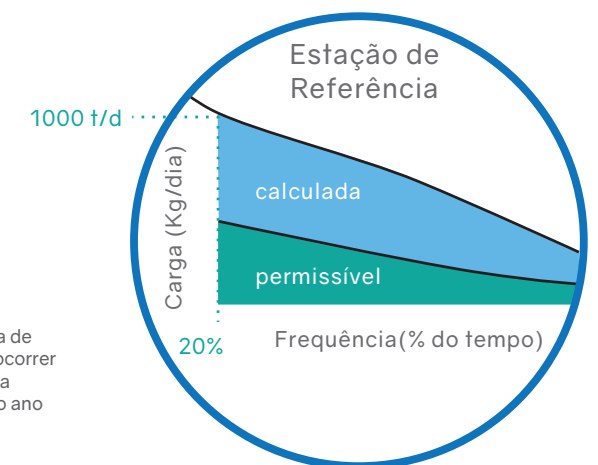 Estação de
Referência
1000 t/d
Carga (Kg/dia)
calculada
permissível
20%
Frequência(% do tempo)
a de
ocorrer
a
o ano